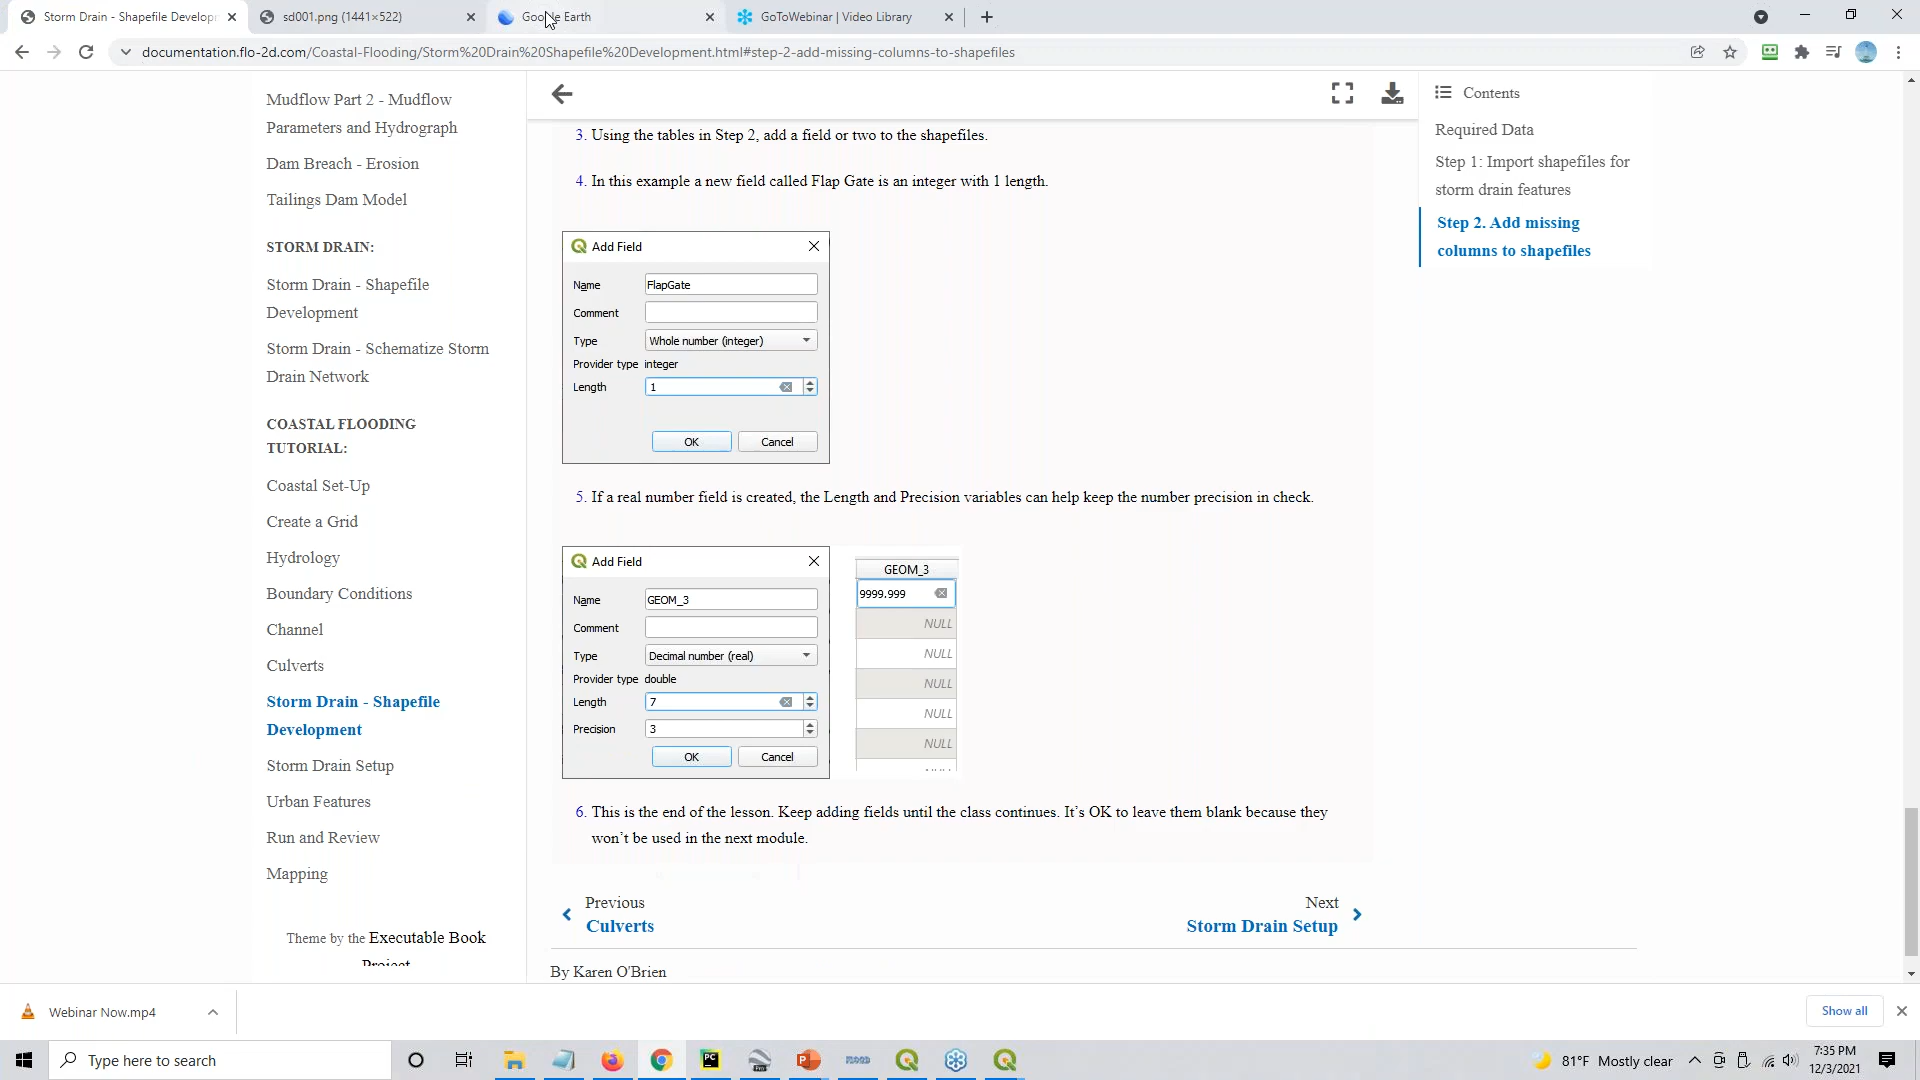 Storm Drain - Shapefile Develop
sd001.png (1441×522)
Google Earth
GoToWebinar | Video Library
documentation.flo-2d.com/Coastal-Flooding/Storm%20Drain%20Shapefile%20Development.html#step-2-add-missing-columns-to-shapefiles
Mudflow Part 2 - Mudflow
Parameters and Hydrograph
Dam Breach - Erosion
Tailings Dam Model
STORM DRAIN:
Storm Drain - Shapefile
Development
Storm Drain - Schematize Storm
Drain Network
COASTAL FLOODING
TUTORIAL:
Coastal Set-Up
Create a Grid
Hydrology
Boundary Conditions
Channel
Culverts
Storm Drain - Shapefile
Development
Storm Drain Setup
Urban Features
Run and Review
Mapping
Theme by the Executable Book
Project
3. Using the tables in Step 2, add a field or two to the shapefiles.
4. In this example a new field called Flap Gate is an integer with 1 length.
Add Field
Name FlapGate
Comment
Type Whole number (integer)
Provider type integer
Length 1
OK Cancel
5. If a real number field is created, the Length and Precision variables can help keep the number precision in check.
Add Field
Name GEOM_3
Comment
Type Decimal number (real)
Provider type double
Length 7
Precision 3
OK Cancel
GEOM_3
9999.999
NULL
NULL
NULL
NULL
NULL
NULL
6. This is the end of the lesson. Keep adding fields until the class continues. It's OK to leave them blank because they
won't be used in the next module.
Previous
Culverts
Next
Storm Drain Setup
By Karen O'Brien
Contents
Required Data
Step 1: Import shapefiles for
storm drain features
Step 2. Add missing
columns to shapefiles
Webinar Now.mp4
Show all
Type here to search
PC
Pro
P
81°F Mostly clear
7:35 PM
12/3/2021